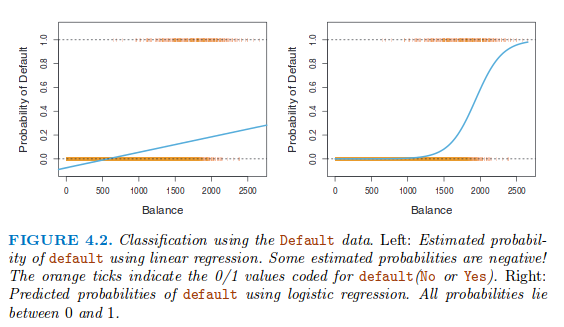 Probability of Default
0.0 0.2 0.4 0.6 0.8 1.0
0 500 1000 1500 2000 2500
Balance
Probability of Default
0.0 0.2 0.4 0.6 0.8 1.0
0 500 1000 1500 2000 2500
Balance
FIGURE 4.2. Classification using the Default data. Left: Estimated probabil-
ity of default using linear regression. Some estimated probabilities are negative!
The orange ticks indicate the 0/1 values coded for default(No or Yes). Right:
Predicted probabilities of default using logistic regression. All probabilities lie
between 0 and 1.